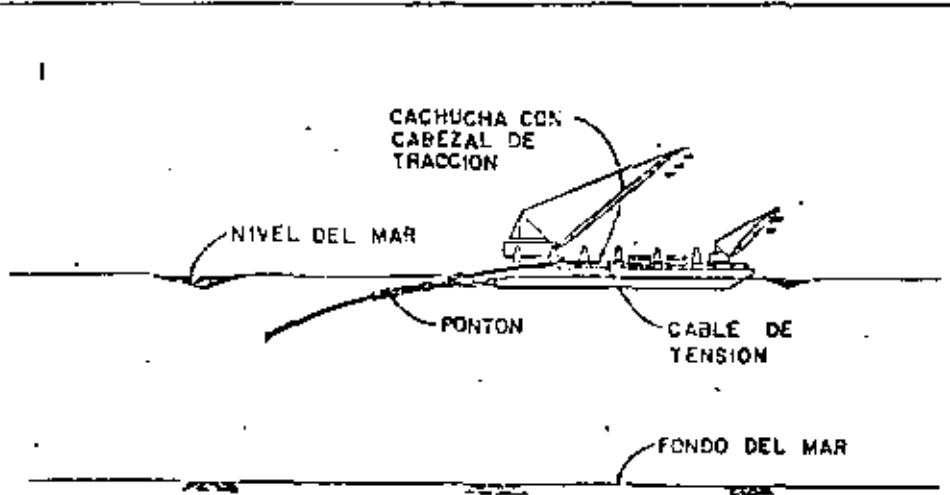 I
CACHUCHA CON
CABEZAL DE
TRACCION
NIVEL DEL MAR
PONTON
CABLE DE
TENSION
FONDO DEL MAR